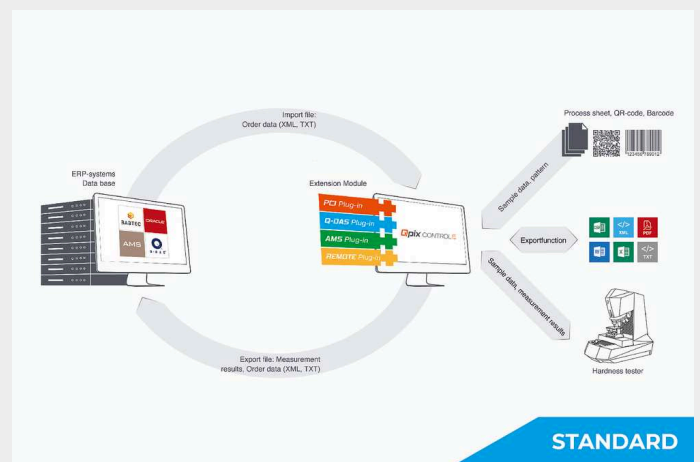 Import file:
Order data (XML, TXT)
Process sheet, QR-code, Barcode
ERP-systems
Data base
Extension Module
BABTEC
ORACLE
AMS
PCI Plug-in
Q-DAS Plug-in
AMS Plug-in
REMOTE Plug-in
Qpix CONTROL2
Sample data, pattern
Exportfunction
XML
PDF
TXT
Sample data, measurement results
Hardness tester
Export file: Measurement
results, Order data (XML, TXT)
STANDARD